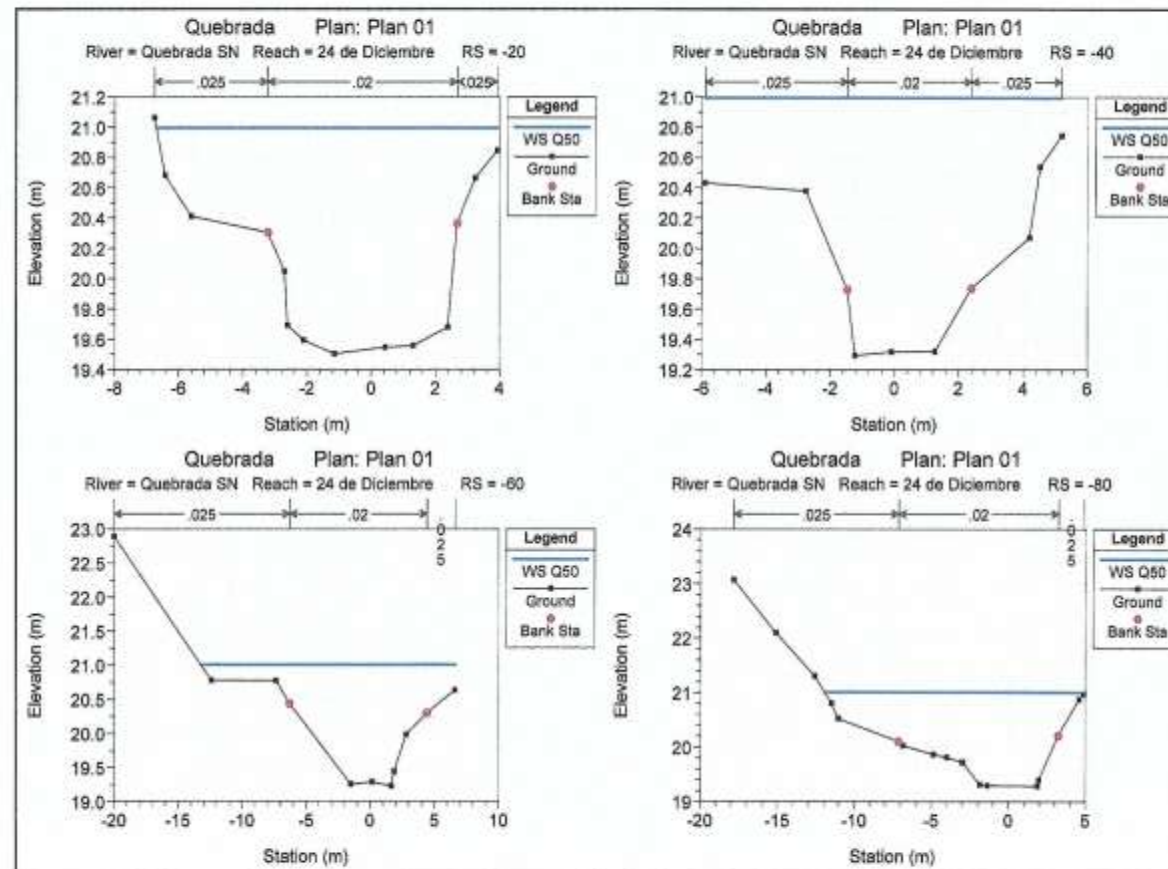 Quebrada Plan: Plan 01
River = Quebrada SN Reach = 24 de Diciembre RS = -20
.025 .02 .025
21.2
21.0
20.8
20.6
20.4
20.2
20.0
19.8
19.6
19.4
Elevation (m)
-8 -6 -4 -2 0 2 4
Station (m)
Legend
WS Q50
Ground
Bank Sta
Quebrada Plan: Plan 01
River = Quebrada SN Reach = 24 de Diciembre RS = -40
.025 .02 .025
21.0
20.8
20.6
20.4
20.2
20.0
19.8
19.6
19.4
19.2
Elevation (m)
-6 -4 -2 0 2 4 6
Station (m)
Legend
WS Q50
Ground
Bank Sta
Quebrada Plan: Plan 01
River = Quebrada SN Reach = 24 de Diciembre RS = -60
.025 .02 .025
23.0
22.5
22.0
21.5
21.0
20.5
20.0
19.5
19.0
Elevation (m)
-20 -15 -10 -5 0 5 10
Station (m)
Legend
WS Q50
Ground
Bank Sta
Quebrada Plan: Plan 01
River = Quebrada SN Reach = 24 de Diciembre RS = -80
.025 .02 .025
24
23
22
21
20
19
Elevation (m)
-20 -15 -10 -5 0 5
Station (m)
Legend
WS Q50
Ground
Bank Sta